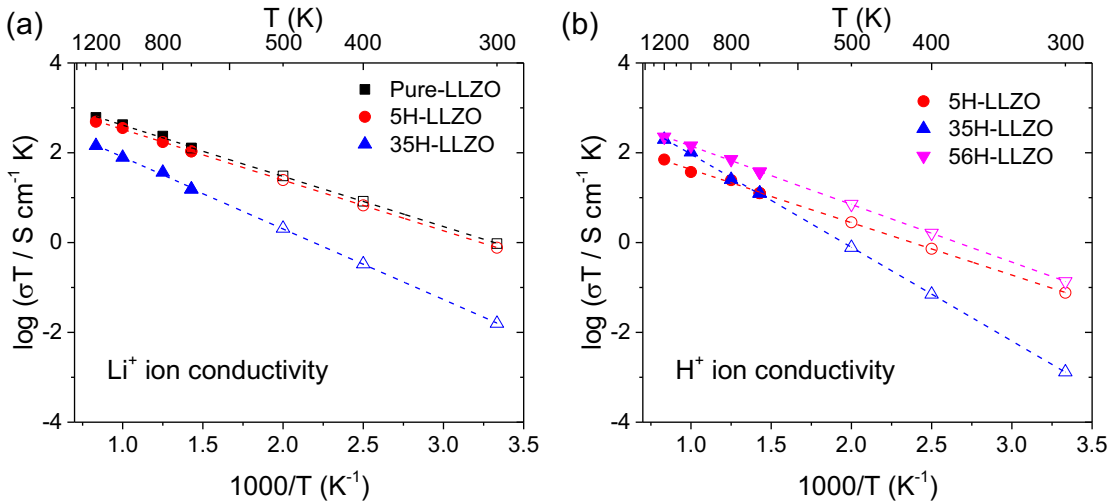 (a)
T (K)
1200 800 500 400 300
4
2
0
-2
-4
log (σT / S cm⁻¹ K)
Pure-LLZO
5H-LLZO
35H-LLZO
Li⁺ ion conductivity
1.0 1.5 2.0 2.5 3.0 3.5
1000/T (K⁻¹)
(b)
T (K)
1200 800 500 400 300
4
2
0
-2
-4
log (σT / S cm⁻¹ K)
5H-LLZO
35H-LLZO
56H-LLZO
H⁺ ion conductivity
1.0 1.5 2.0 2.5 3.0 3.5
1000/T (K⁻¹)